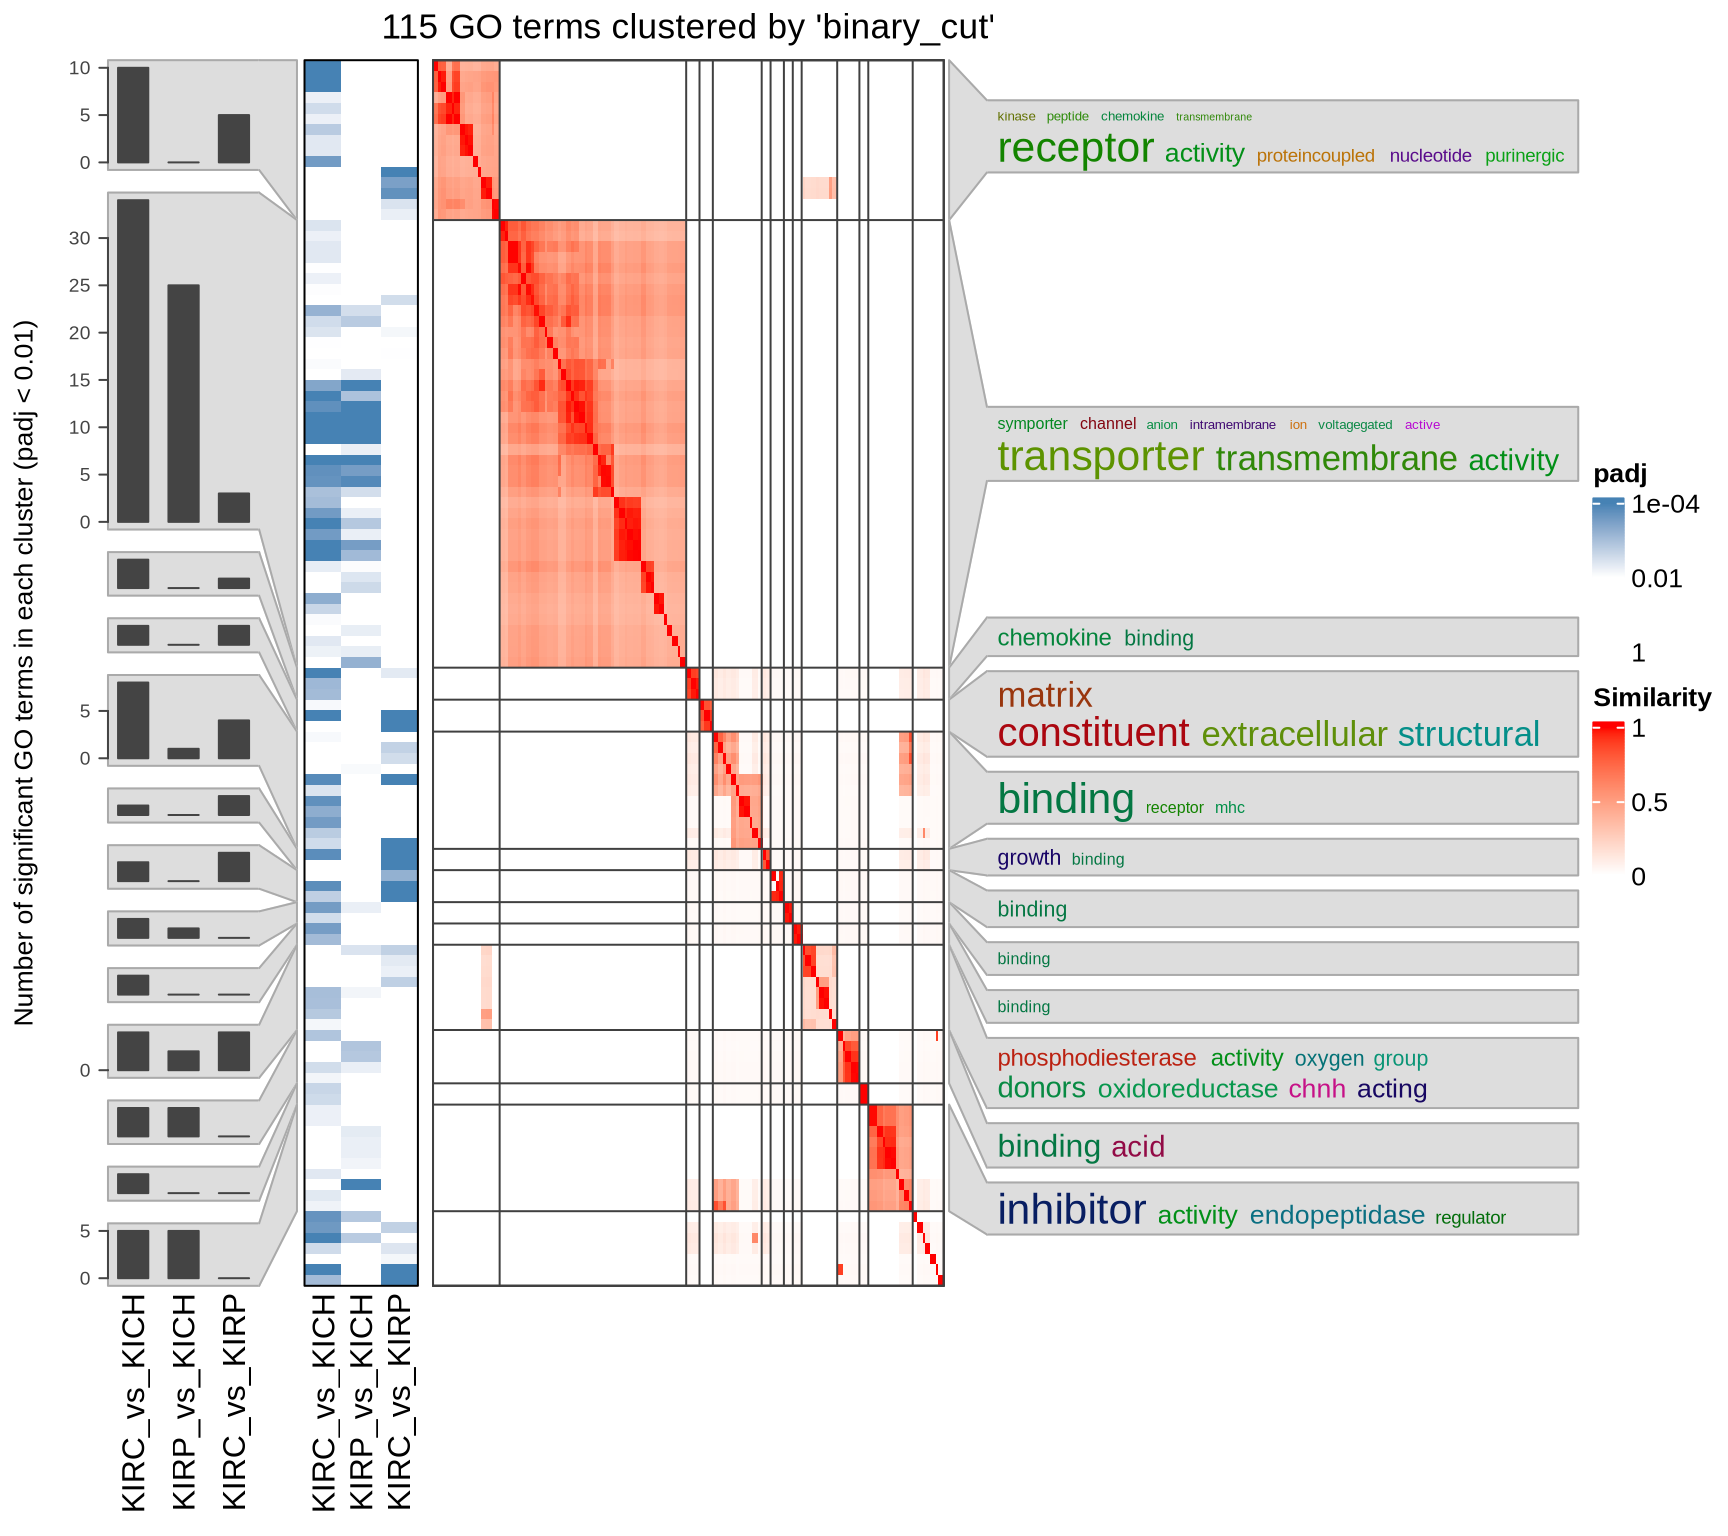 115 GO terms clustered by 'binary_cut'
Number of significant GO terms in each cluster (padj < 0.01)
10
5
0
30
25
20
15
10
5
0
5
0
0
5
0
KIRC_vs_KICH
KIRP_vs_KICH
KIRC_vs_KIRP
KIRC_vs_KICH
KIRP_vs_KICH
KIRC_vs_KIRP
kinase peptide chemokine transmembrane
receptor activity proteincoupled nucleotide purinergic
symporter channel anion intramembrane ion voltagegated active
transporter transmembrane activity
chemokine binding
matrix
constituent extracellular structural
binding receptor mhc
growth binding
binding
binding
binding
phosphodiesterase activity oxygen group
donors oxidoreductase chnh acting
binding acid
inhibitor activity endopeptidase regulator
padj
1e-04
0.01
1
Similarity
1
0.5
0